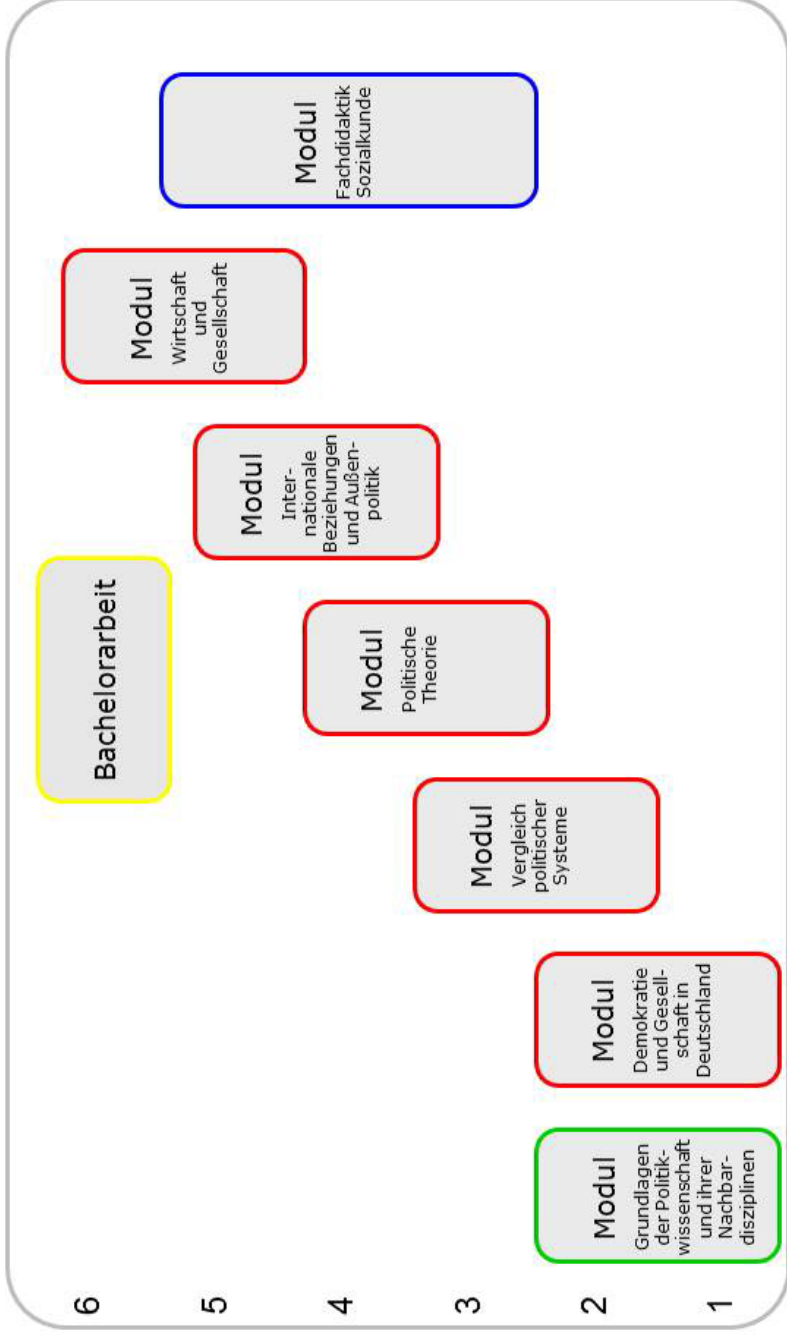 6
5
4
3
2
1
Modul
Grundlagen
der Politik-
wissenschaft
und ihrer
Nachbar-
disziplinen
Modul
Demokratie
und Gesell-
schaft in
Deutschland
Modul
Vergleich
politischer
Systeme
Modul
Politische
Theorie
Bachelorarbeit
Modul
Inter-
nationale
Beziehungen
und Außen-
politik
Modul
Wirtschaft
und
Gesellschaft
Modul
Fachdidaktik
Sozialkunde